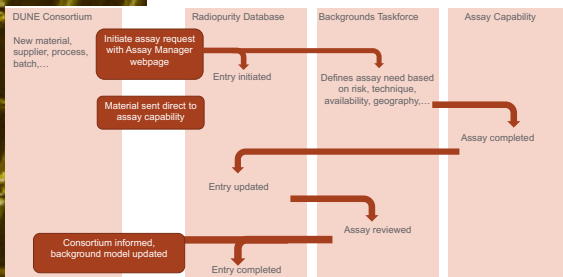 DUNE Consortium
Radiopurity Database
Backgrounds Taskforce
Assay Capability
New material,
supplier, process,
batch,...
Initiate assay request
with Assay Manager
webpage
Entry initiated
Defines assay need based
on risk, technique,
availability, geography,...
Material sent direct to
assay capability
Assay completed
Entry updated
Assay reviewed
Consortium informed,
background model updated
Entry completed